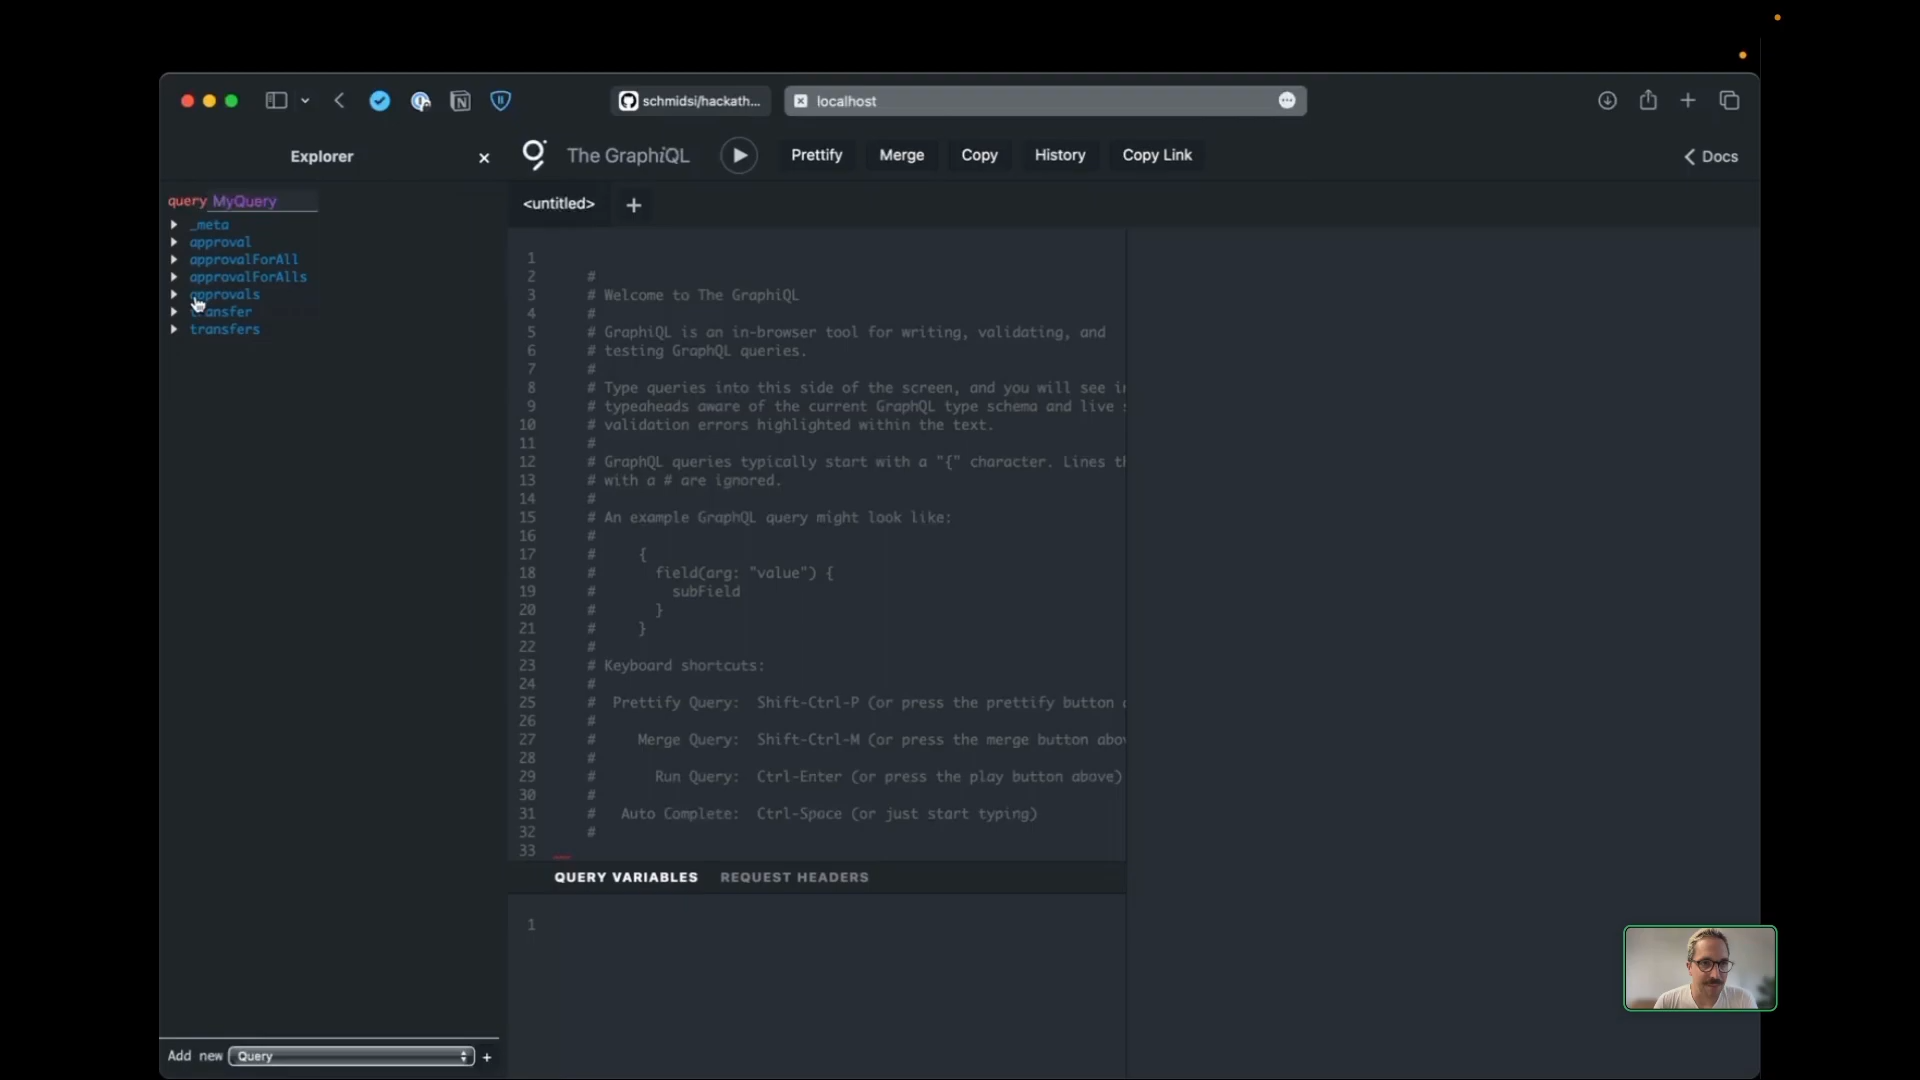 schmidsi/hackath...
localhost
Explorer
The GraphiQL
Prettify
Merge
Copy
History
Copy Link
Docs
query MyQuery
_meta
approval
approvalForAll
approvalForAlls
approvals
transfer
transfers
<untitled>
1
2 #
3 # Welcome to The GraphiQL
4 #
5 # GraphiQL is an in-browser tool for writing, validating, and
6 # testing GraphQL queries.
7 #
8 # Type queries into this side of the screen, and you will see
9 # typeaheads aware of the current GraphQL type schema and live
10 # validation errors highlighted within the text.
11 #
12 # GraphQL queries typically start with a "{" character. Lines
13 # with a # are ignored.
14 #
15 # An example GraphQL query might look like:
16 #
17 # {
18 # field(arg: "value") {
19 # subField
20 # }
21 # }
22 #
23 # Keyboard shortcuts:
24 #
25 # Prettify Query: Shift-Ctrl-P (or press the prettify button
26 #
27 # Merge Query: Shift-Ctrl-M (or press the merge button
28 #
29 # Run Query: Ctrl-Enter (or press the play button above)
30 #
31 # Auto Complete: Ctrl-Space (or just start typing)
32 #
33
QUERY VARIABLES REQUEST HEADERS
1
Add new Query +